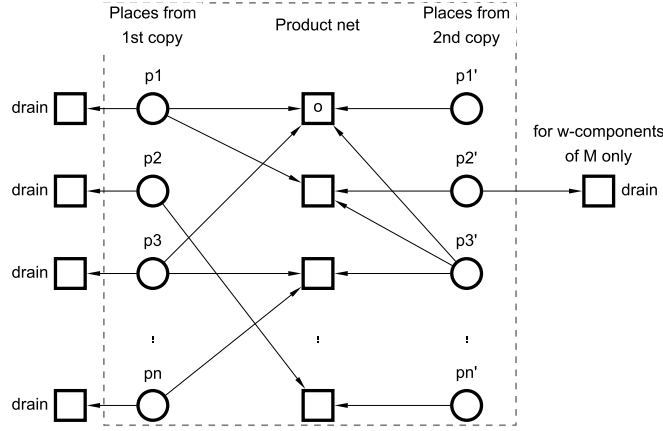 Places from
1st copy
Product net
Places from
2nd copy
p1
p1'
drain
o
for w-components
of M only
p2
p2'
drain
drain
p3
p3'
drain
pn
pn'
drain